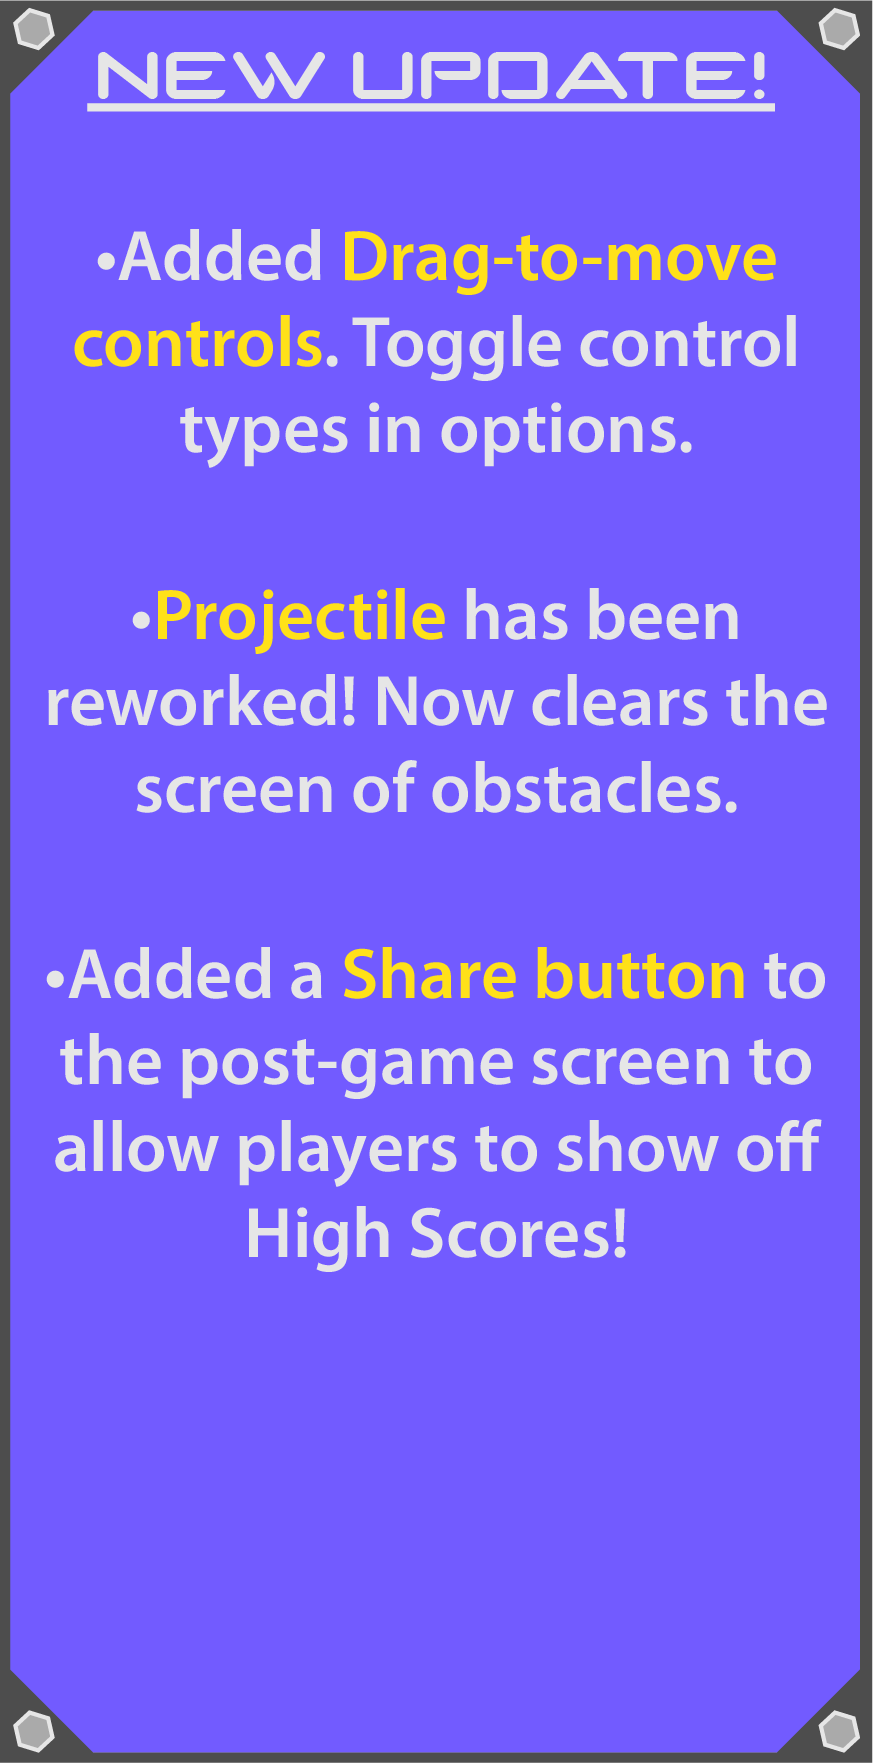 NEW UPDATE!
•Added Drag-to-move
controls. Toggle control
types in options.
•Projectile has been
reworked! Now clears the
screen of obstacles.
•Added a Share button to
the post-game screen to
allow players to show off
High Scores!